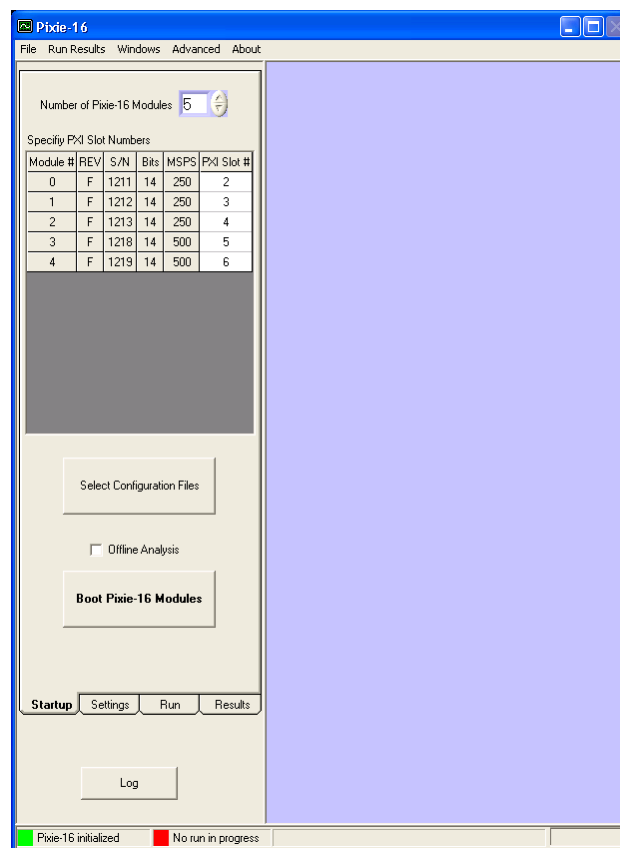 Pixie-16
File Run Results Windows Advanced About
Number of Pixie-16 Modules 5
Specifiy PXI Slot Numbers
Module # REV S/N Bits MSPS PXI Slot #
0 F 1211 14 250 2
1 F 1212 14 250 3
2 F 1213 14 250 4
3 F 1218 14 500 5
4 F 1219 14 500 6
Select Configuration Files
Offline Analysis
Boot Pixie-16 Modules
Startup Settings Run Results
Log
Pixie-16 initialized No run in progress